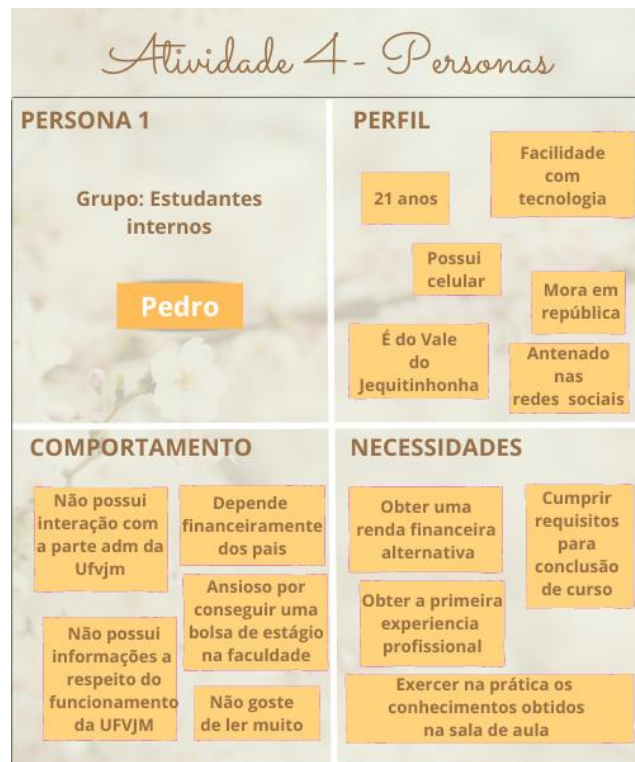 Atividade 4 - Personas
PERSONA 1
Grupo: Estudantes
internos
Pedro
PERFIL
21 anos
Facilidade
com
tecnologia
Possui
celular
Mora em
república
É do Vale
do
Jequitinhonha
Antenado
nas
redes sociais
COMPORTAMENTO
Não possui
interação com
a parte adm da
Ufvjm
Depende
financeiramente
dos pais
Ansioso por
conseguir uma
bolsa de estágio
na faculdade
Não possui
informações a
respeito do
funcionamento
da UFVJM
Não goste
de ler muito
NECESSIDADES
Obter uma
renda financeira
alternativa
Cumprir
requisitos
para
conclusão
de curso
Obter a primeira
experiencia
profissional
Exercer na prática os
conhecimentos obtidos
na sala de aula